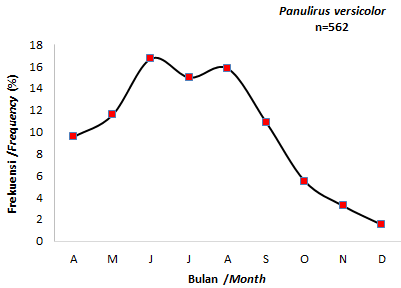 Panulirus versicolor
n=562
Frekuensi /Frequency (%)
18
16
14
12
10
8
6
4
2
0
A M J J A S O N D
Bulan /Month